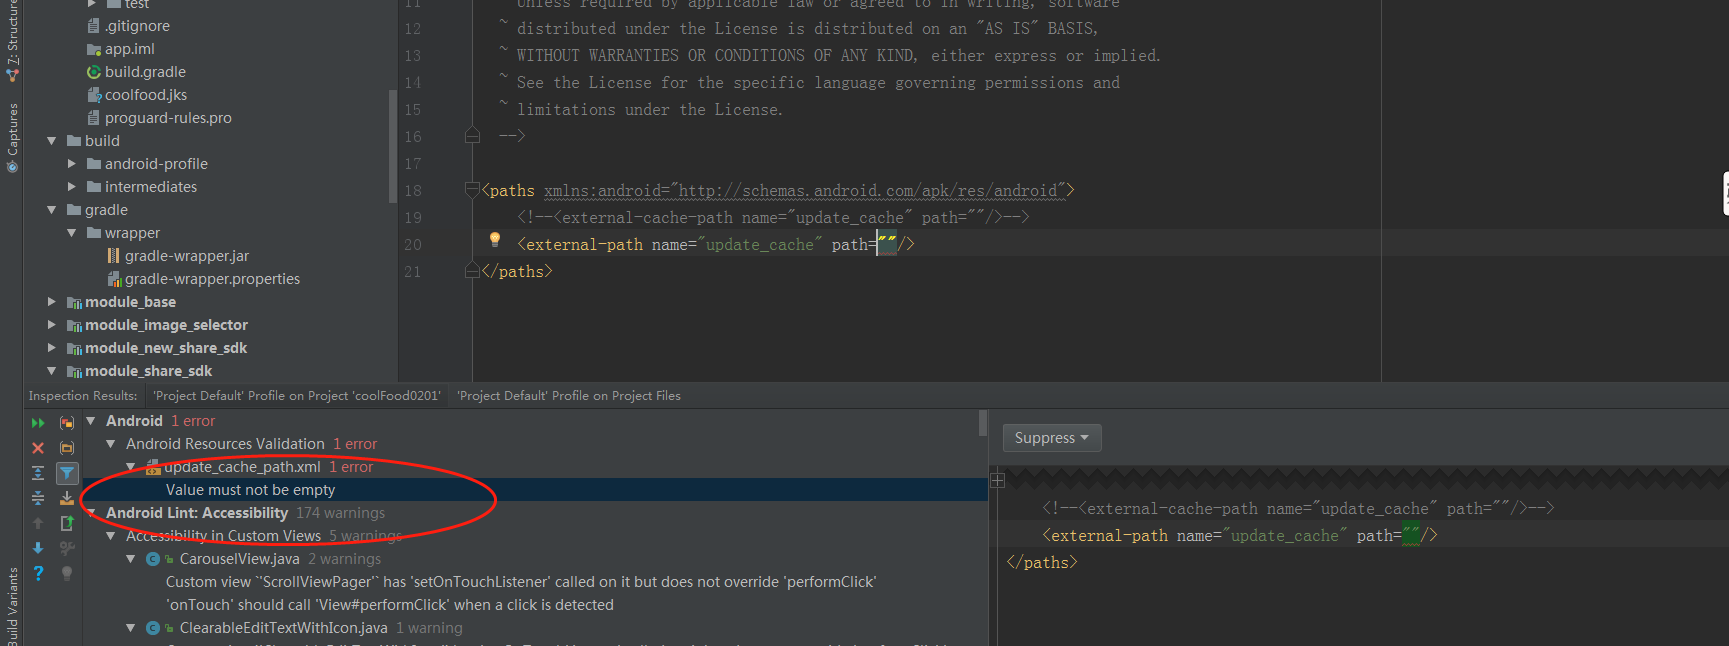 test
.gitignore
app.iml
build.gradle
coolfood.jks
proguard-rules.pro
build
android-profile
intermediates
gradle
wrapper
gradle-wrapper.jar
gradle-wrapper.properties
module_base
module_image_selector
module_new_share_sdk
module_share_sdk
Z: Structure
Captures
Build Variants
11 Unless required by applicable law or agreed to in writing, software
12 ~ distributed under the License is distributed on an "AS IS" BASIS,
13 ~ WITHOUT WARRANTIES OR CONDITIONS OF ANY KIND, either express or implied.
14 ~ See the License for the specific language governing permissions and
15 ~ limitations under the License.
16 -->
17
18 <paths xmlns:android="http://schemas.android.com/apk/res/android">
19 <!--<external-cache-path name="update_cache" path=""/>-->
20 <external-path name="update_cache" path=""/>
21 </paths>
Inspection Results: 'Project Default' Profile on Project 'coolFood0201' 'Project Default' Profile on Project Files
Android 1 error
Android Resources Validation 1 error
update_cache_path.xml 1 error
Value must not be empty
Android Lint: Accessibility 174 warnings
Accessibility in Custom Views 5 warnings
CarouselView.java 2 warnings
Custom view `'ScrollViewPager'` has 'setOnTouchListener' called on it but does not override 'performClick'
'onTouch' should call 'View#performClick' when a click is detected
ClearableEditTextWithIcon.java 1 warning
Suppress
<!--<external-cache-path name="update_cache" path=""/>-->
<external-path name="update_cache" path=""/>
</paths>